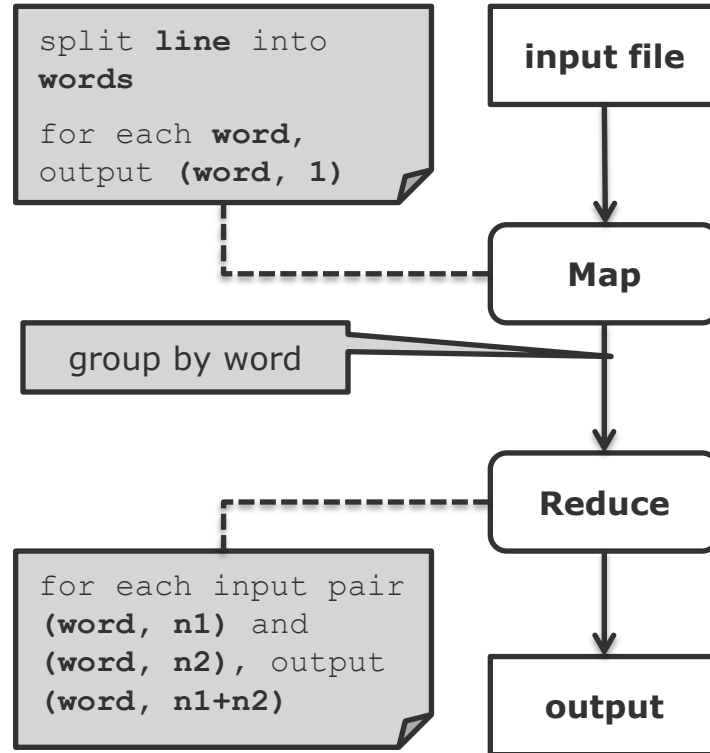 split line into
words
for each word,
output (word, 1)
input file
Map
group by word
Reduce
for each input pair
(word, n1) and
(word, n2), output
(word, n1+n2)
output